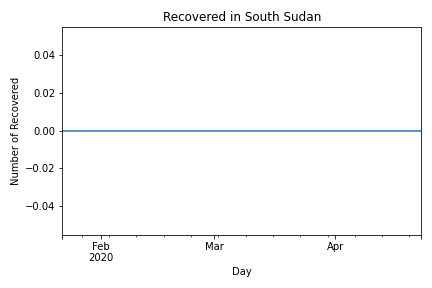 Recovered in South Sudan
0.04
0.02
0.00
−0.02
−0.04
Number of Recovered
Feb
2020
Mar
Apr
Day